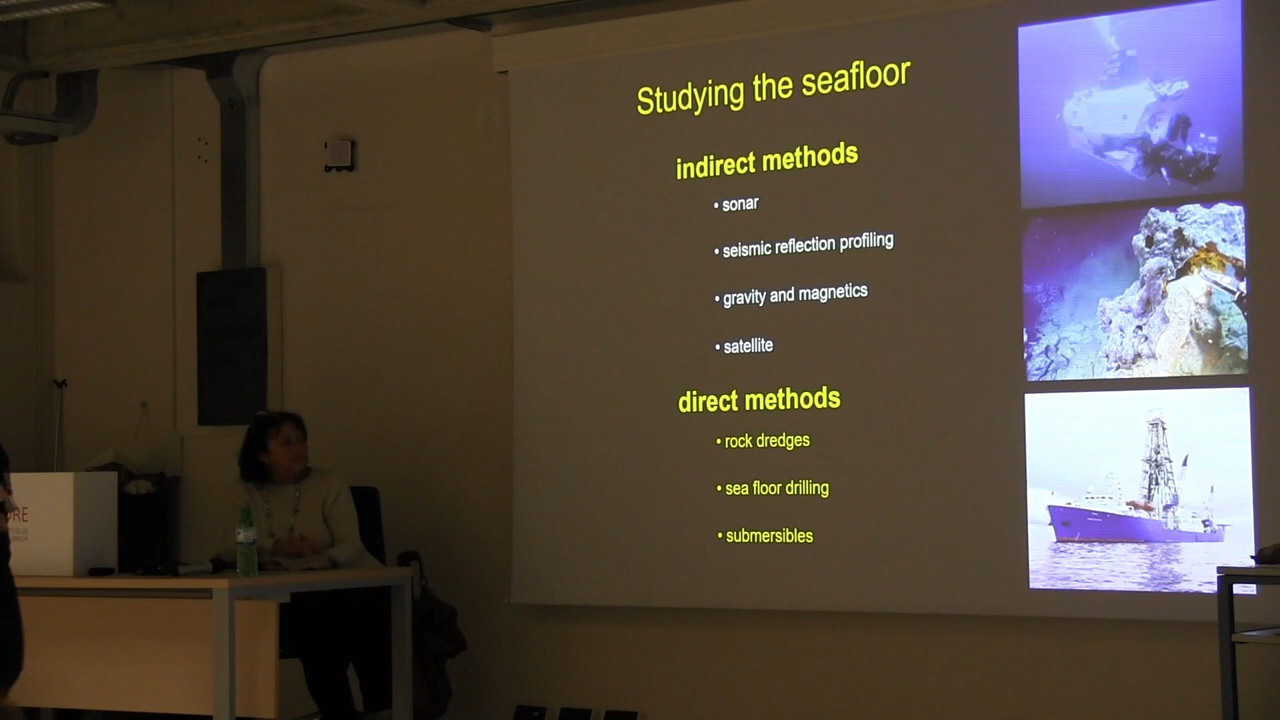 Studying the seafloor
indirect methods
• sonar
• seismic reflection profiling
• gravity and magnetics
• satellite
direct methods
• rock dredges
• sea floor drilling
• submersibles